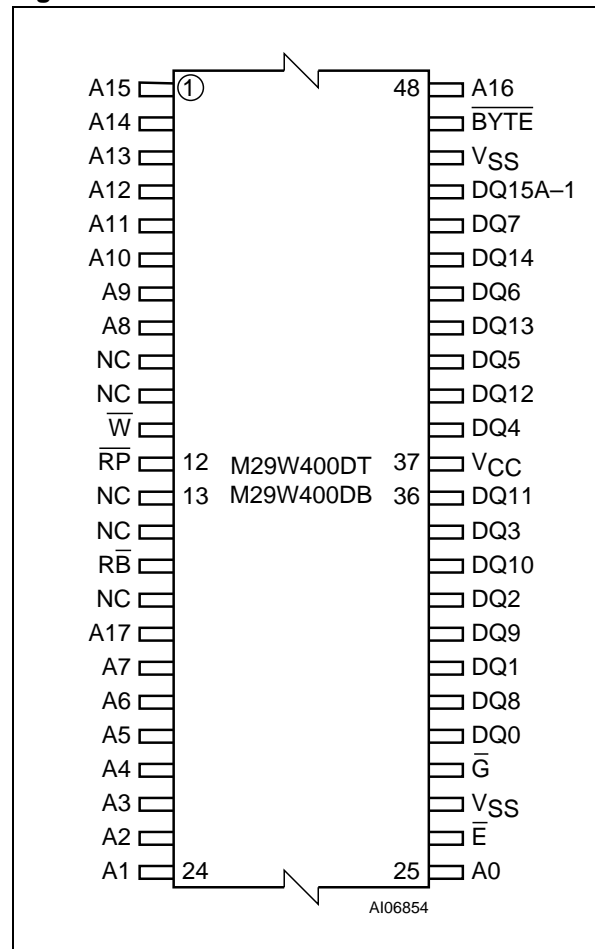 A15 ① 48 A16
A14 B̅Y̅T̅E̅
A13 VSS
A12 DQ15A–1
A11 DQ7
A10 DQ14
A9 DQ6
A8 DQ13
NC DQ5
NC DQ12
W̅ DQ4
R̅P̅ 12 M29W400DT 37 VCC
NC 13 M29W400DB 36 DQ11
NC DQ3
RB̅ DQ10
NC DQ2
A17 DQ9
A7 DQ1
A6 DQ8
A5 DQ0
A4 G̅
A3 VSS
A2 E̅
A1 24 25 A0
AI06854